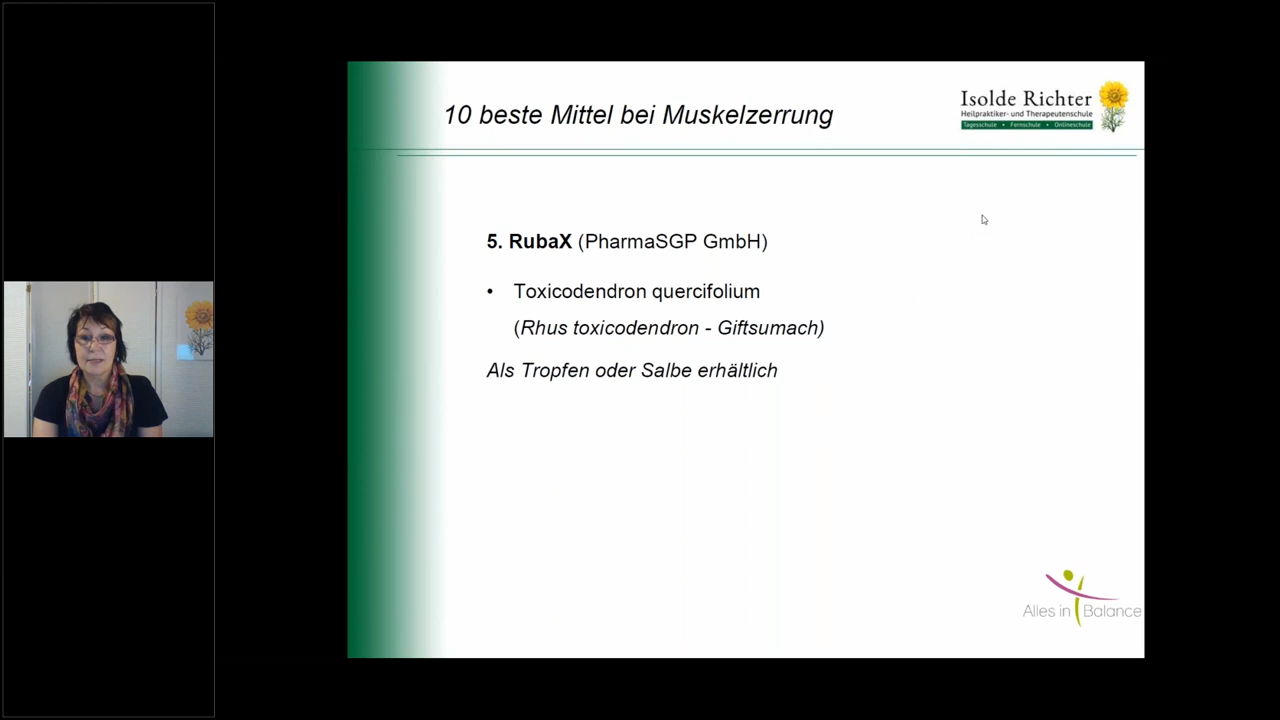 10 beste Mittel bei Muskelzerrung
Isolde Richter
Heilpraktiker- und Therapeutenschule
Tagesschule • Fernschule • Onlineschule
5. RubaX (PharmaSGP GmbH)
• Toxicodendron quercifolium
(Rhus toxicodendron - Giftsumach)
Als Tropfen oder Salbe erhältlich
Alles in Balance